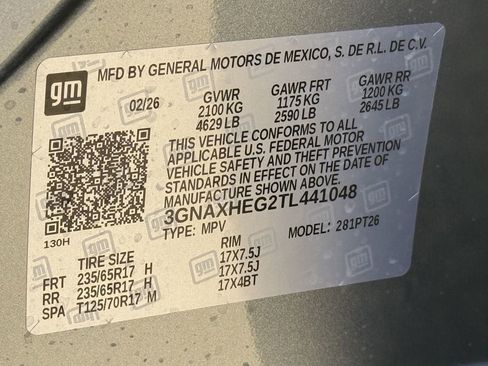 gm
MFD BY GENERAL MOTORS DE MEXICO, S. DE R.L. DE C.V.
02/26 GVWR GAWR FRT GAWR RR
2100 KG 1175 KG 1200 KG
4629 LB 2590 LB 2645 LB
THIS VEHICLE CONFORMS TO ALL
APPLICABLE U.S. FEDERAL MOTOR
VEHICLE SAFETY AND THEFT PREVENTION
STANDARDS IN EFFECT ON THE DATE OF
MANUFACTURE SHOWN ABOVE.
3GNAXHEG2TL441048
130H TYPE: MPV MODEL: 281PT26
TIRE SIZE RIM
FRT 235/65R17 H 17X7.5J
RR 235/65R17 H 17X7.5J
SPA T125/70R17 M 17X4BT